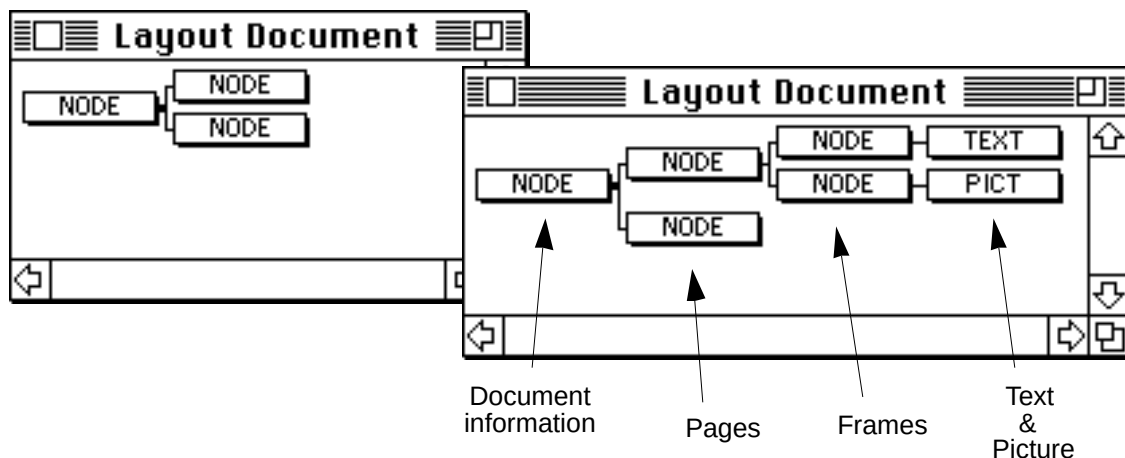 Layout Document
NODE
NODE
NODE
Layout Document
NODE
TEXT
NODE
NODE
NODE
PICT
NODE
Document
information
Pages
Frames
Text
&
Picture